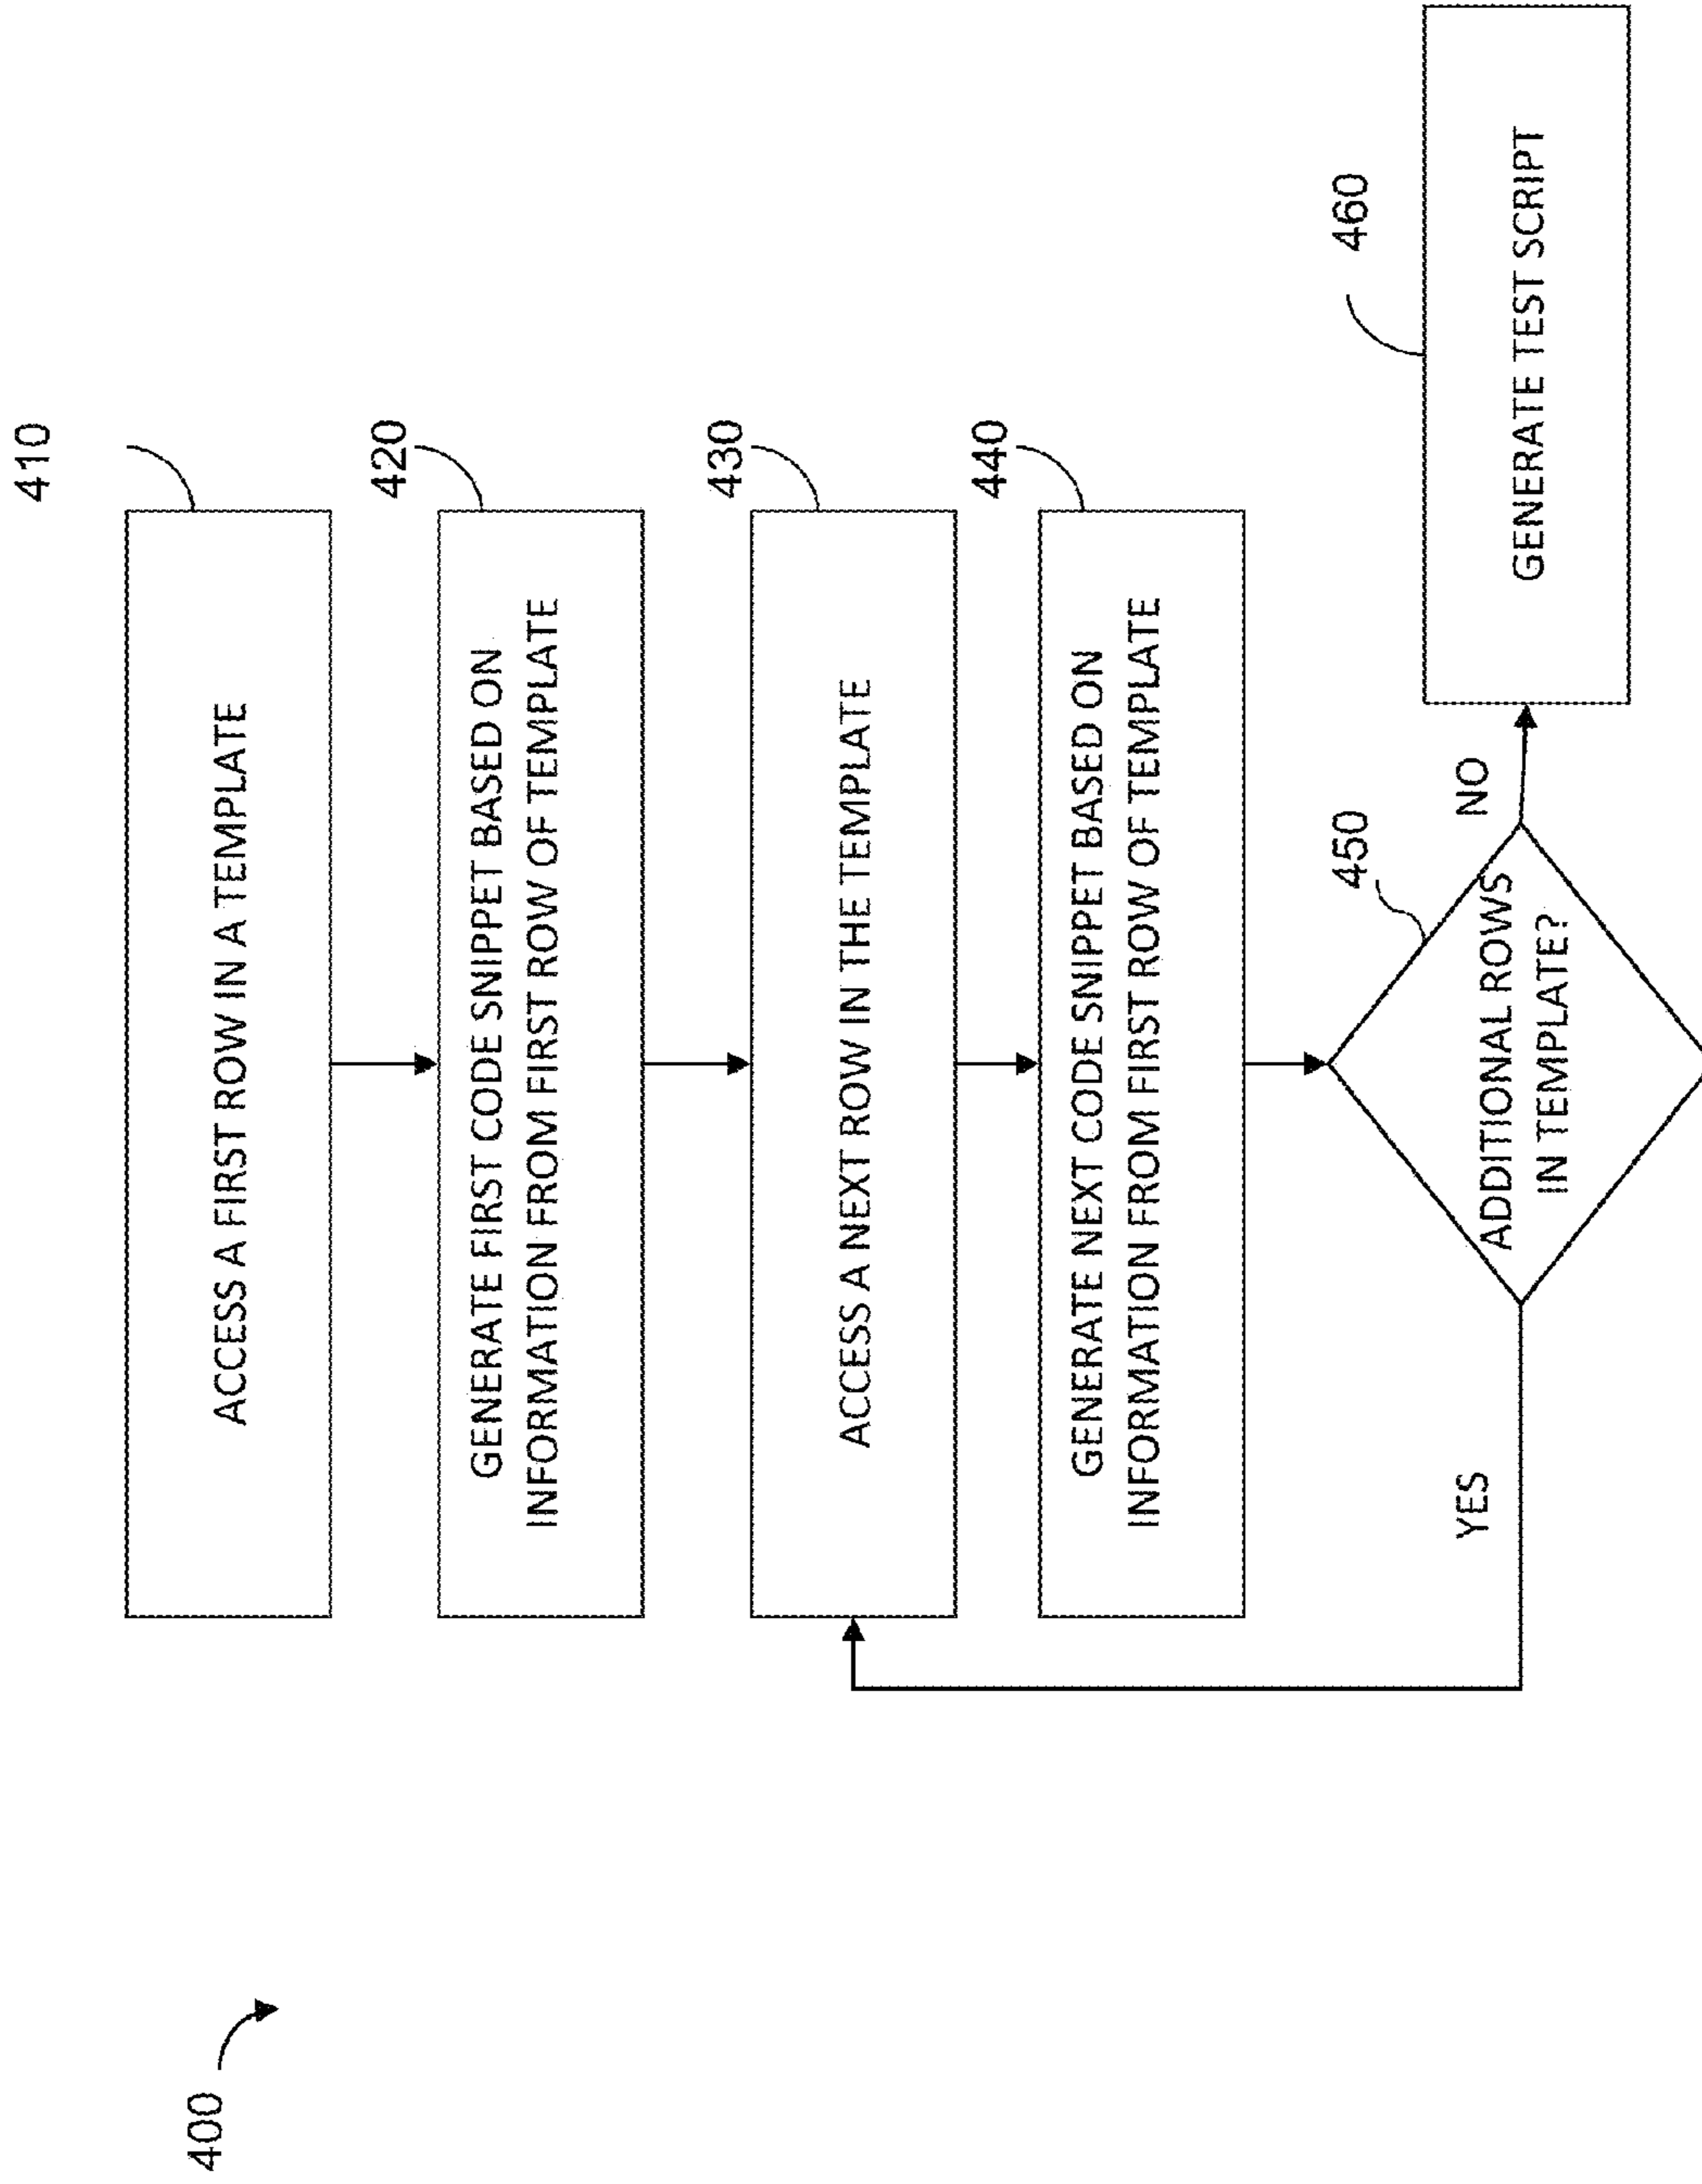 400
410
ACCESS A FIRST ROW IN A TEMPLATE
420
GENERATE FIRST CODE SNIPPET BASED ON
INFORMATION FROM FIRST ROW OF TEMPLATE
430
ACCESS A NEXT ROW IN THE TEMPLATE
440
GENERATE NEXT CODE SNIPPET BASED ON
INFORMATION FROM FIRST ROW OF TEMPLATE
450
ADDITIONAL ROWS
IN TEMPLATE?
YES
NO
460
GENERATE TEST SCRIPT